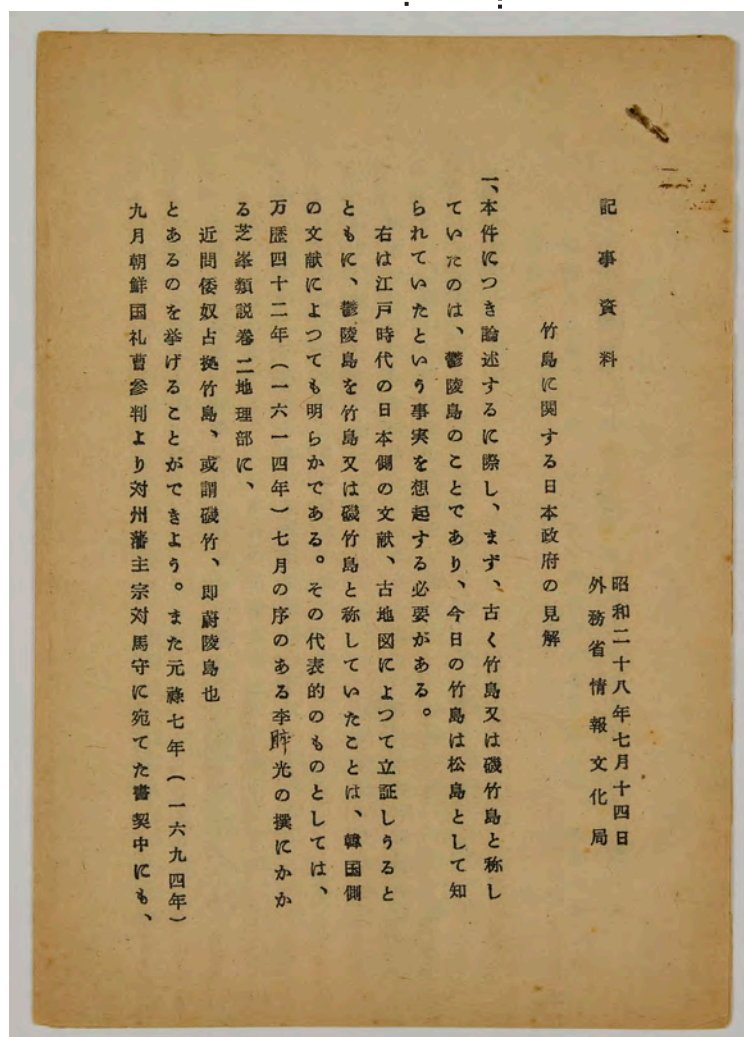 記事資料
昭和二十八年七月十四日
外務省情報文化局
竹島に関する日本政府の見解
一、本件につき論述するに際し、まず、古く竹島又は磯竹島と称し
ていたのは、鬱陵島のことであり、今日の竹島は松島として知
られていたという事実を想起する必要がある。
右は江戸時代の日本側の文献、古地図によつて立証しうると
ともに、鬱陵島を竹島又は磯竹島と称していたことは、韓国側
の文献によつても明らかである。その代表的のものとしては、
万歴四十二年(一六一四年)七月の序のある李睟光の撰にかか
る芝峯類説巻二地理部に、
近問倭奴占拠竹島、或謂磯竹、即蔚陵島也
とあるのを挙げることができよう。また元祿七年(一六九四年)
九月朝鮮国礼曹参判より対州藩主宗対馬守に宛てた書契中にも、